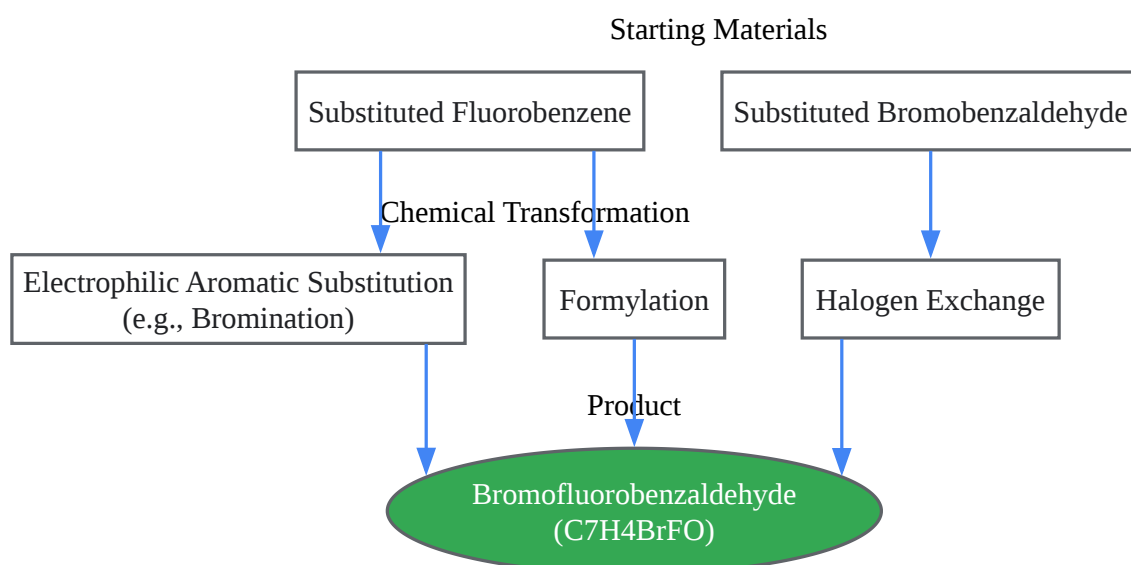 Starting Materials
Substituted Fluorobenzene
Substituted Bromobenzaldehyde
Chemical Transformation
Electrophilic Aromatic Substitution
(e.g., Bromination)
Formylation
Halogen Exchange
Product
Bromofluorobenzaldehyde
(C7H4BrFO)